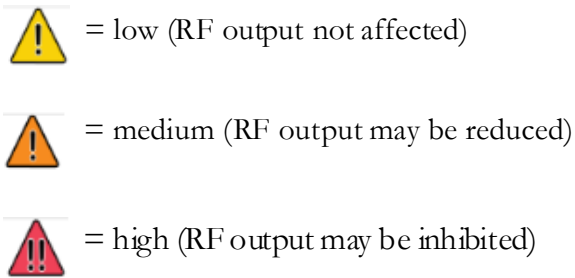 ! = low (RF output not affected)
! = medium (RF output may be reduced)
!! = high (RF output may be inhibited)